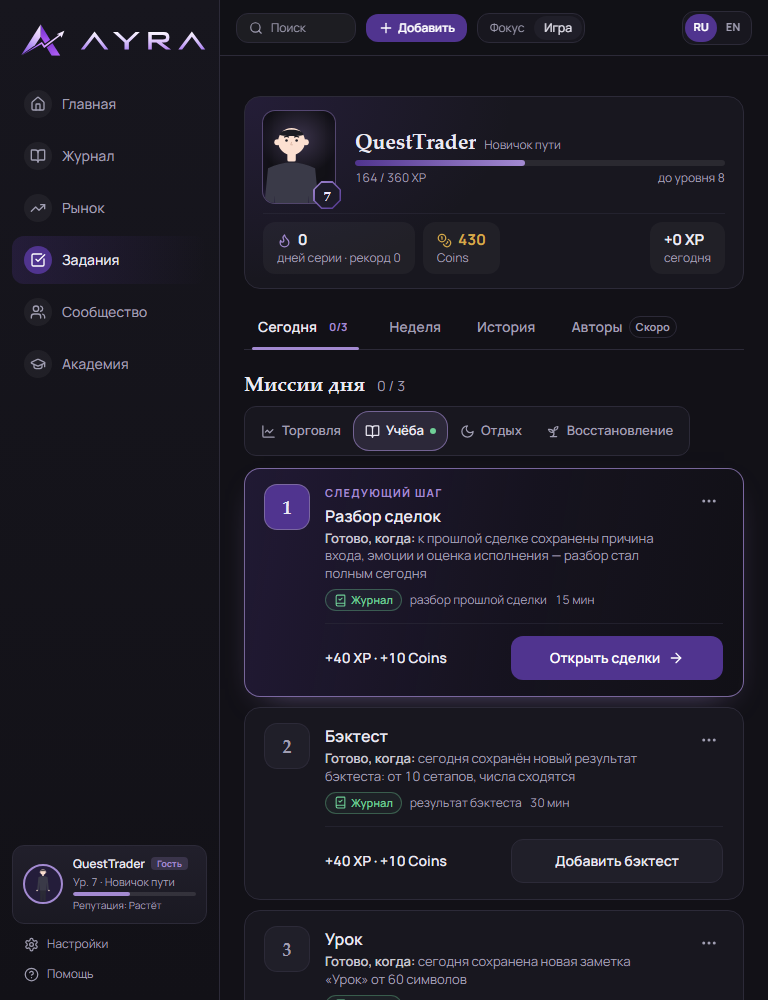 AYRA
Поиск
Добавить
Фокус
Игра
RU
EN
Главная
Журнал
Рынок
Задания
Сообщество
Академия
QuestTrader Новичок пути
164 / 360 XP до уровня 8
7
0
дней серии · рекорд 0
430
Coins
+0 XP
сегодня
Сегодня 0/3 Неделя История Авторы Скоро
Миссии дня 0 / 3
Торговля Учёба Отдых Восстановление
1
СЛЕДУЮЩИЙ ШАГ
Разбор сделок
Готово, когда: к прошлой сделке сохранены причина
входа, эмоции и оценка исполнения — разбор стал
полным сегодня
Журнал разбор прошлой сделки 15 мин
+40 XP · +10 Coins Открыть сделки
2
Бэктест
Готово, когда: сегодня сохранён новый результат
бэктеста: от 10 сетапов, числа сходятся
Журнал результат бэктеста 30 мин
+40 XP · +10 Coins Добавить бэктест
3
Урок
Готово, когда: сегодня сохранена новая заметка
«Урок» от 60 символов
QuestTrader Гость
Ур. 7 · Новичок пути
Репутация: Растёт
Настройки
Помощь